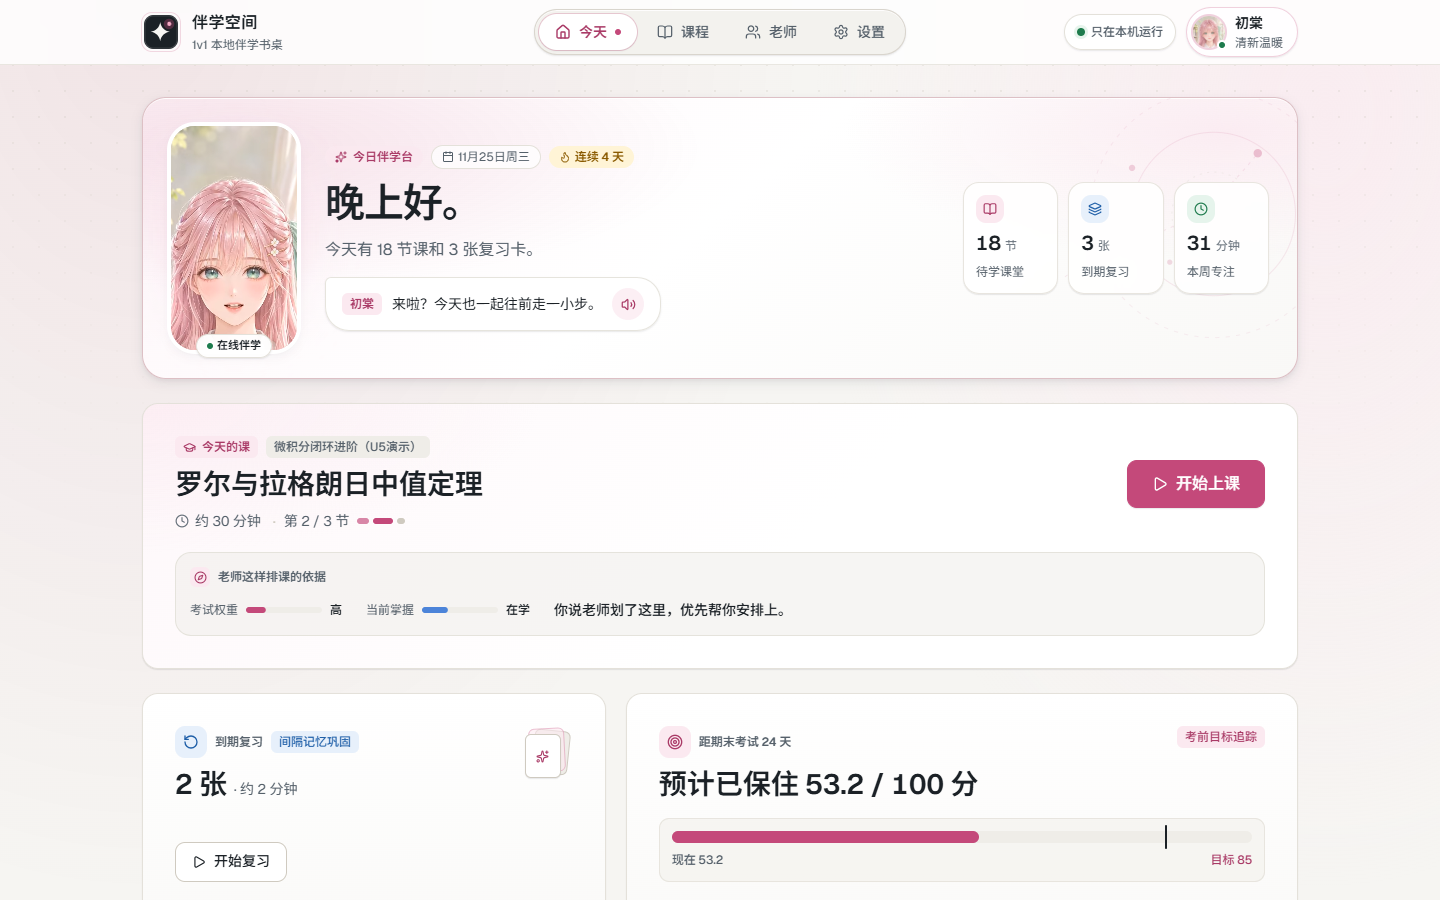 伴学空间
1v1 本地伴学书桌
今天
课程
老师
设置
只在本机运行
初棠
清新温暖
今日伴学台
11月25日周三
连续 4 天
晚上好。
今天有 18 节课和 3 张复习卡。
初棠
来啦？今天也一起往前走一小步。
在线伴学
18 节
待学课堂
3 张
到期复习
31 分钟
本周专注
今天的课
微积分闭环进阶（U5演示）
罗尔与拉格朗日中值定理
约 30 分钟 · 第 2 / 3 节
开始上课
老师这样排课的依据
考试权重
高
当前掌握
在学
你说老师划了这里，优先帮你安排上。
到期复习
间隔记忆巩固
2 张 · 约 2 分钟
开始复习
距期末考试 24 天
考前目标追踪
预计已保住 53.2 / 100 分
现在 53.2
目标 85